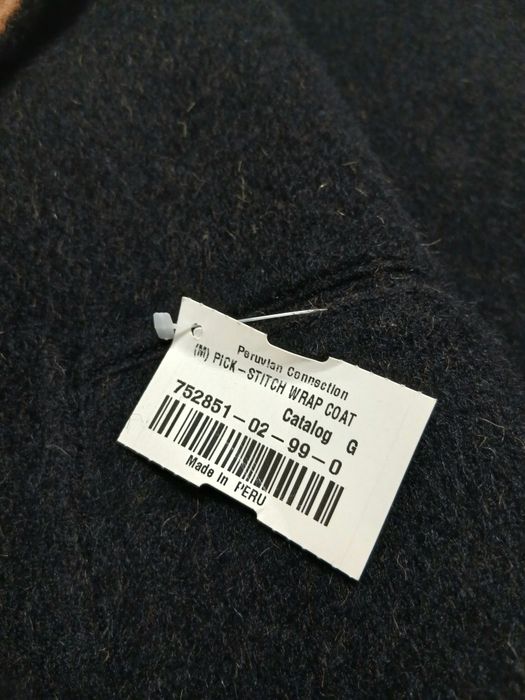 Peruvian Connection
(M) PICK-STITCH WRAP COAT
Catalog G
752851-02-99-0
Made In PERU